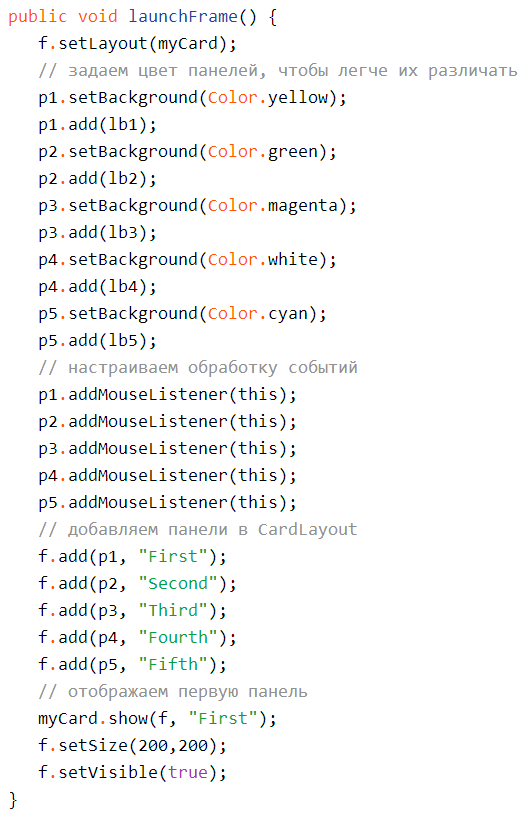 public void launchFrame() {
   f.setLayout(myCard);
   // задаем цвет панелей, чтобы легче их различать
   p1.setBackground(Color.yellow);
   p1.add(lb1);
   p2.setBackground(Color.green);
   p2.add(lb2);
   p3.setBackground(Color.magenta);
   p3.add(lb3);
   p4.setBackground(Color.white);
   p4.add(lb4);
   p5.setBackground(Color.cyan);
   p5.add(lb5);
   // настраиваем обработку событий
   p1.addMouseListener(this);
   p2.addMouseListener(this);
   p3.addMouseListener(this);
   p4.addMouseListener(this);
   p5.addMouseListener(this);
   // добавляем панели в CardLayout
   f.add(p1, "First");
   f.add(p2, "Second");
   f.add(p3, "Third");
   f.add(p4, "Fourth");
   f.add(p5, "Fifth");
   // отображаем первую панель
   myCard.show(f, "First");
   f.setSize(200,200);
   f.setVisible(true);
}